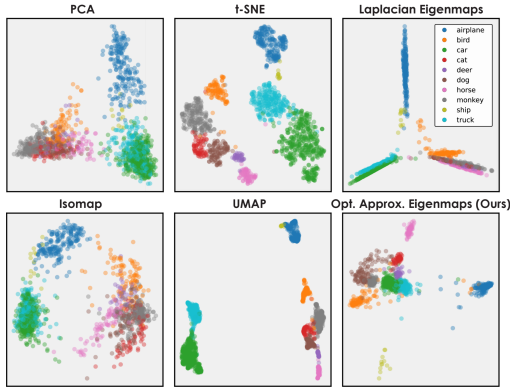 PCA
t-SNE
Laplacian Eigenmaps
airplane
bird
car
cat
deer
dog
horse
monkey
ship
truck
Isomap
UMAP
Opt. Approx. Eigenmaps (Ours)